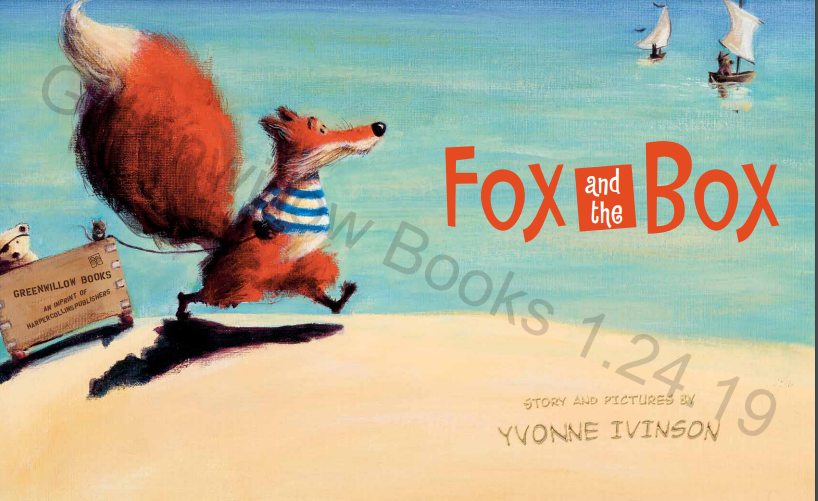 Fox and the Box
GREENWILLOW BOOKS
AN IMPRINT OF
HARPERCOLLINSPUBLISHERS
STORY AND PICTURES BY
YVONNE IVINSON
Greenwillow Books 1.24.19